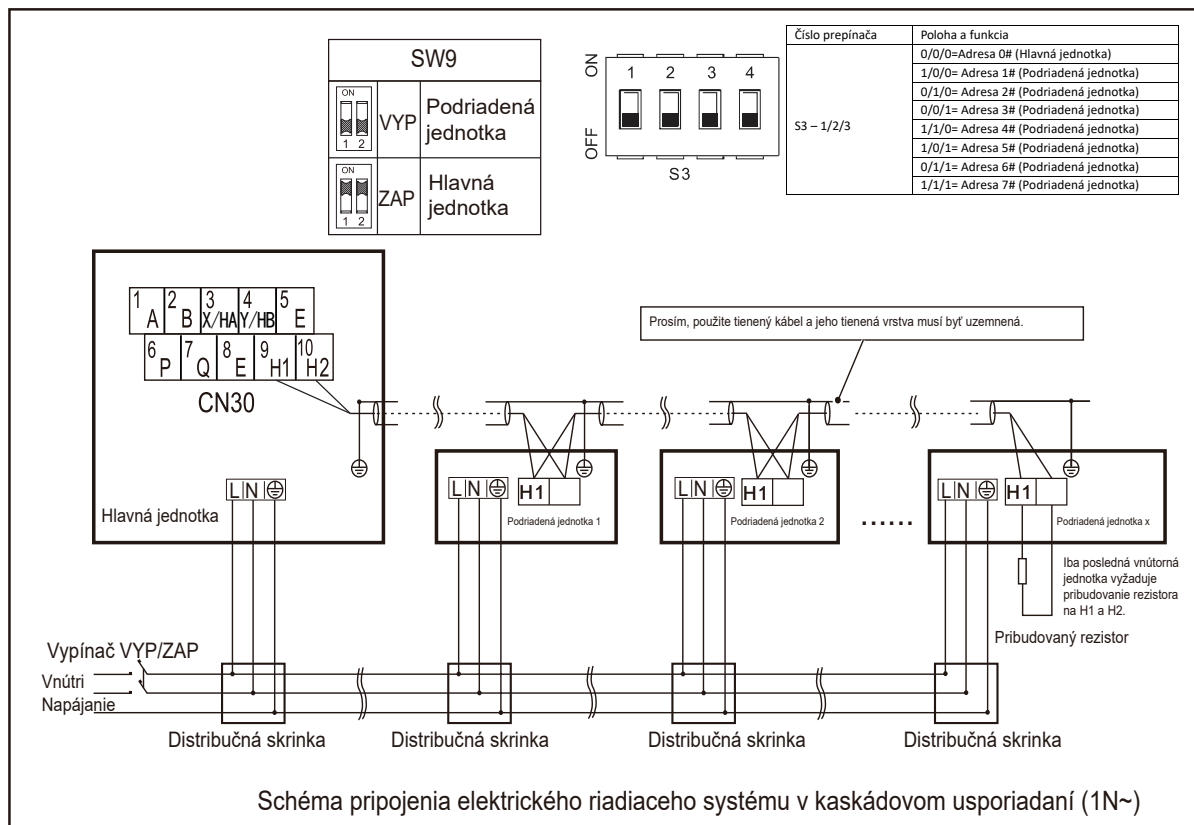 SW9
ON
1 2
VYP
Podriadená
jednotka
ON
1 2
ZAP
Hlavná
jednotka
ON
OFF
1 2 3 4
S3
Číslo prepínača
Poloha a funkcia
S3 – 1/2/3
0/0/0=Adresa 0# (Hlavná jednotka)
1/0/0= Adresa 1# (Podriadená jednotka)
0/1/0= Adresa 2# (Podriadená jednotka)
0/0/1= Adresa 3# (Podriadená jednotka)
1/1/0= Adresa 4# (Podriadená jednotka)
1/0/1= Adresa 5# (Podriadená jednotka)
0/1/1= Adresa 6# (Podriadená jednotka)
1/1/1= Adresa 7# (Podriadená jednotka)
1 A 2 B 3 X/HA 4 Y/HB 5 E
6 P 7 Q 8 E 9 H1 10 H2
CN30
Prosím, použite tienený kábel a jeho tienená vrstva musí byť uzemnená.
L N
Hlavná jednotka
L N
H1
Podriadená jednotka 1
L N
H1
Podriadená jednotka 2
......
L N
H1
Podriadená jednotka x
Iba posledná vnútorná
jednotka vyžaduje
pribudovanie rezistora
na H1 a H2.
Pribudovaný rezistor
Vypínač VYP/ZAP
Vnútri
Napájanie
Distribučná skrinka
Distribučná skrinka
Distribučná skrinka
Distribučná skrinka
Schéma pripojenia elektrického riadiaceho systému v kaskádovom usporiadaní (1N~)